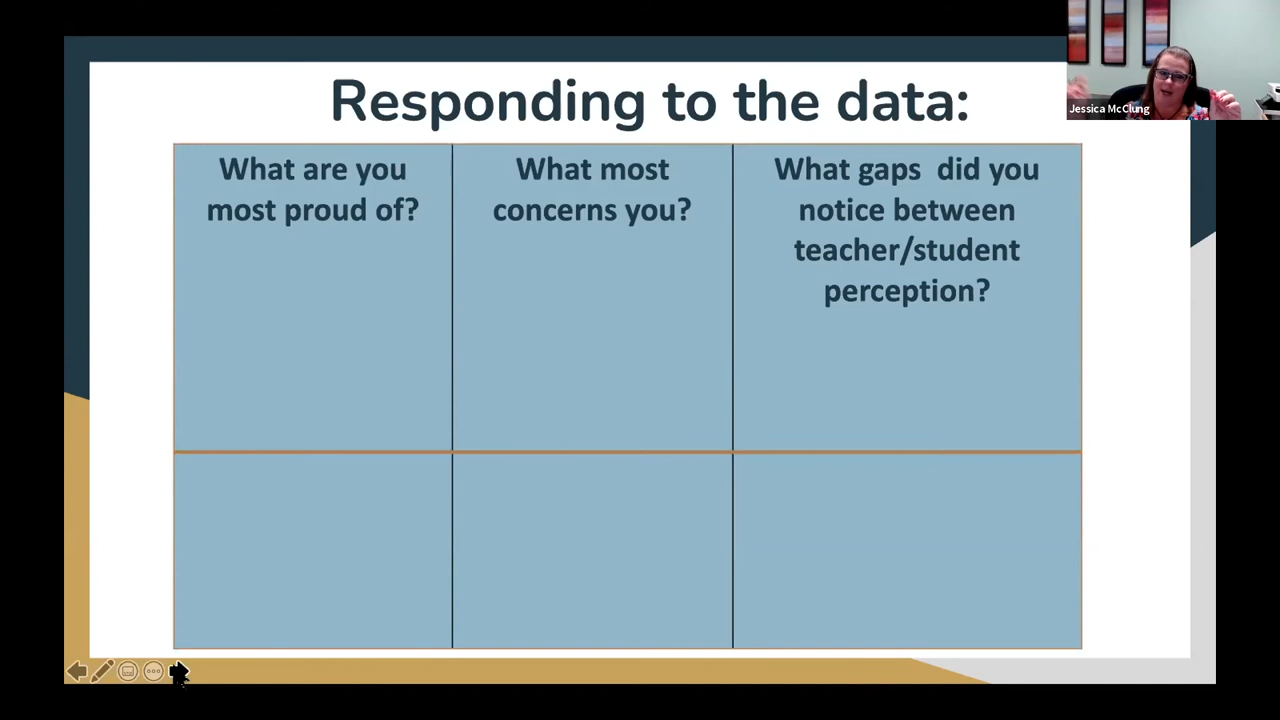 Responding to the data:
What are you
most proud of?
What most
concerns you?
What gaps did you
notice between
teacher/student
perception?
Jessica McClung